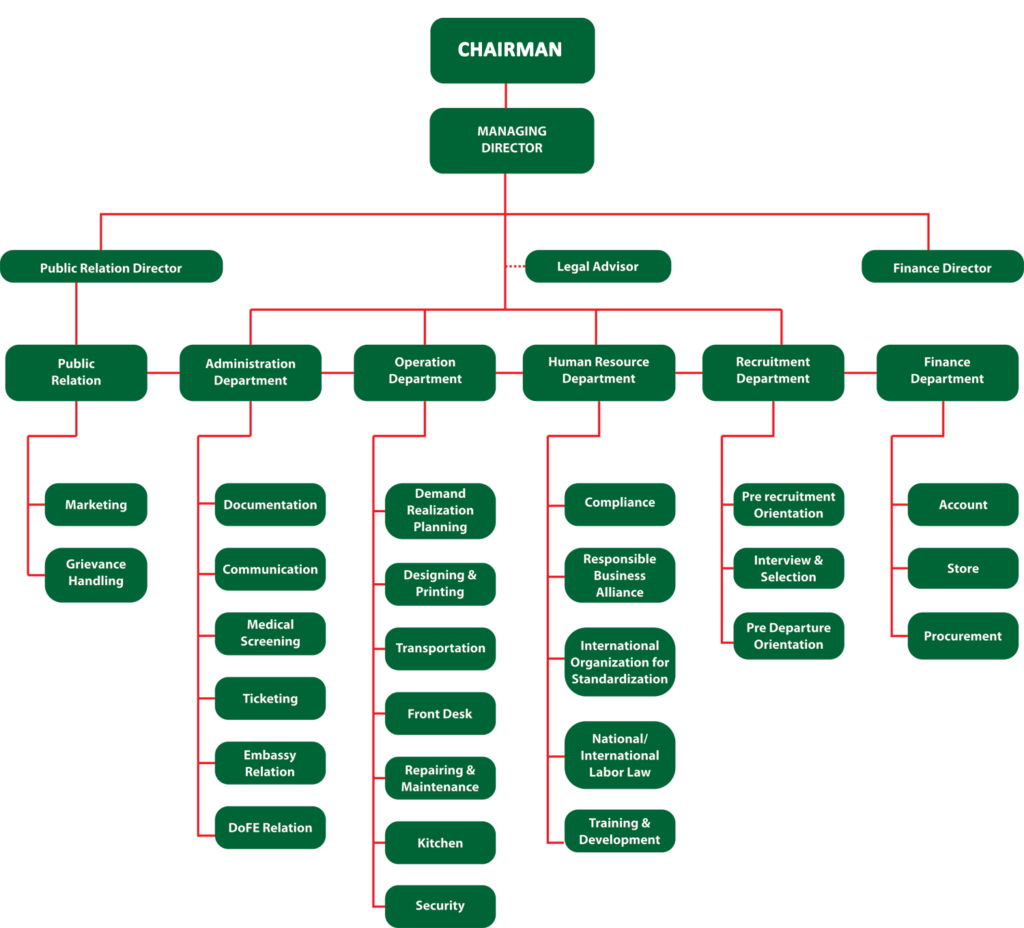 CHAIRMAN
MANAGING
DIRECTOR
Public Relation Director
Legal Advisor
Finance Director
Public
Relation
Administration
Department
Operation
Department
Human Resource
Department
Recruitment
Department
Finance
Department
Marketing
Grievance
Handling
Documentation
Communication
Medical
Screening
Ticketing
Embassy
Relation
DoFE Relation
Demand
Realization
Planning
Designing &
Printing
Transportation
Front Desk
Repairing &
Maintenance
Kitchen
Security
Compliance
Responsible
Business
Alliance
International
Organization for
Standardization
National/
International
Labor Law
Training &
Development
Pre recruitment
Orientation
Interview &
Selection
Pre Departure
Orientation
Account
Store
Procurement